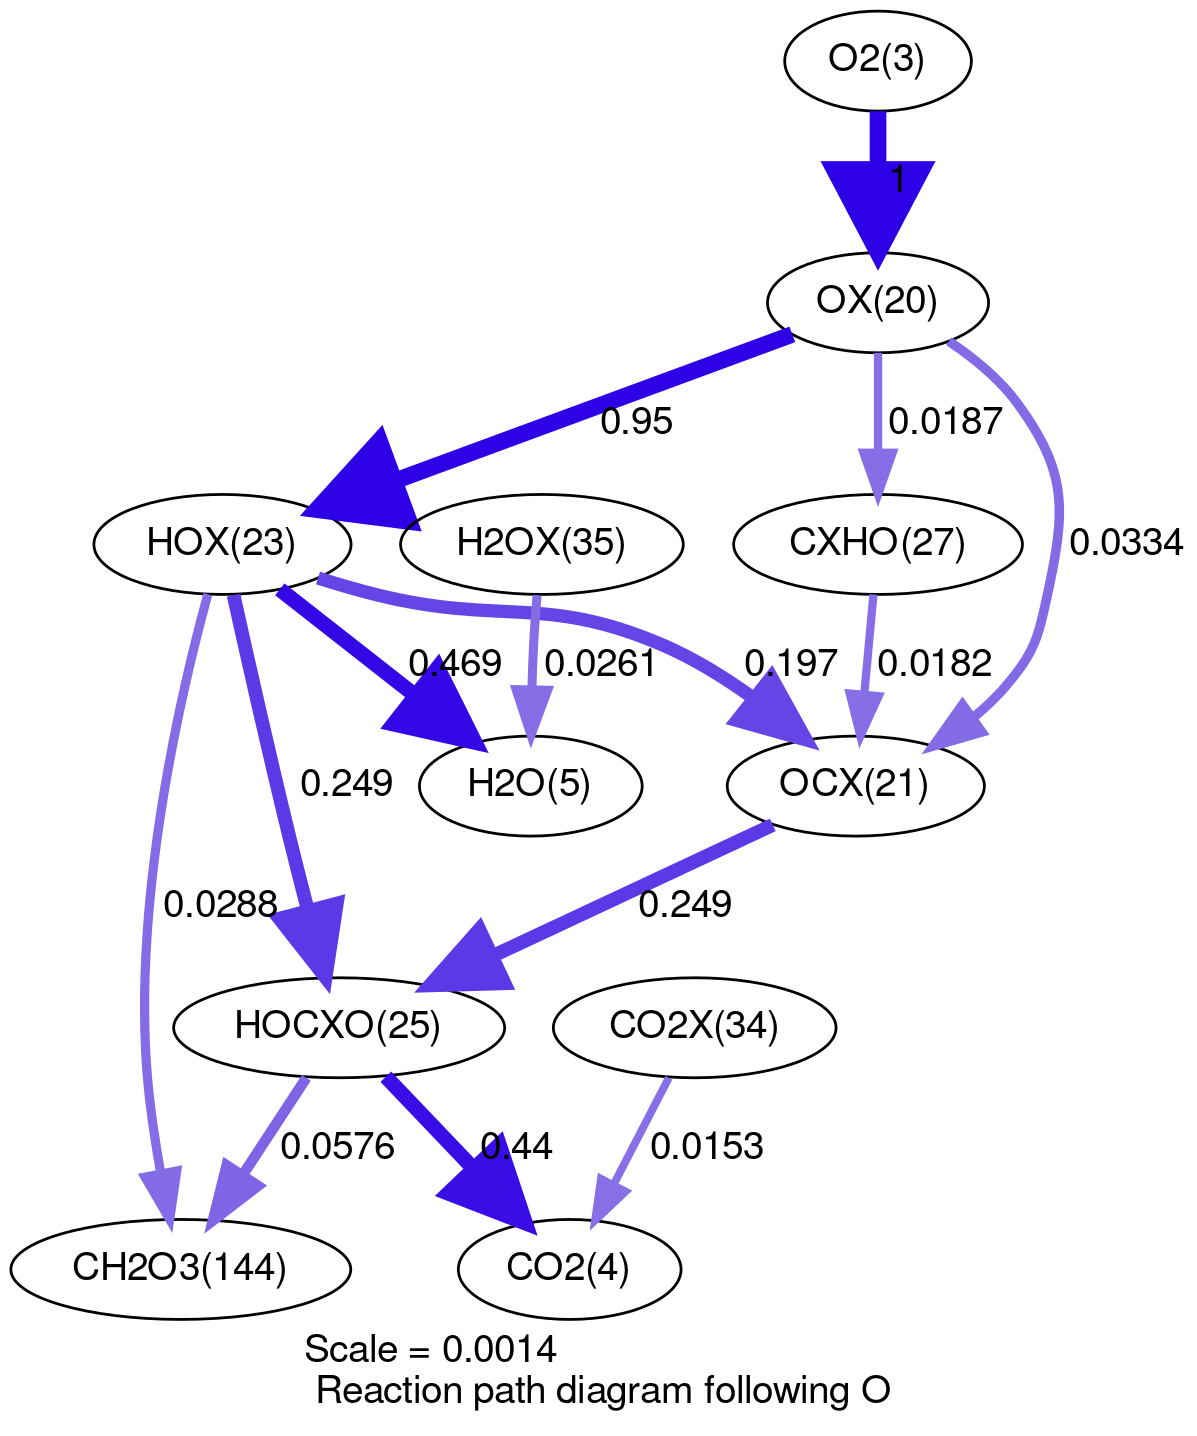 O2(3)
1
OX(20)
0.95
0.0187
HOX(23)
H2OX(35)
CXHO(27)
0.0334
0.469
0.0261
0.197
0.0182
0.249
H2O(5)
OCX(21)
0.0288
0.249
HOCXO(25)
CO2X(34)
0.0576
0.44
0.0153
CH2O3(144)
CO2(4)
Scale = 0.0014
Reaction path diagram following O